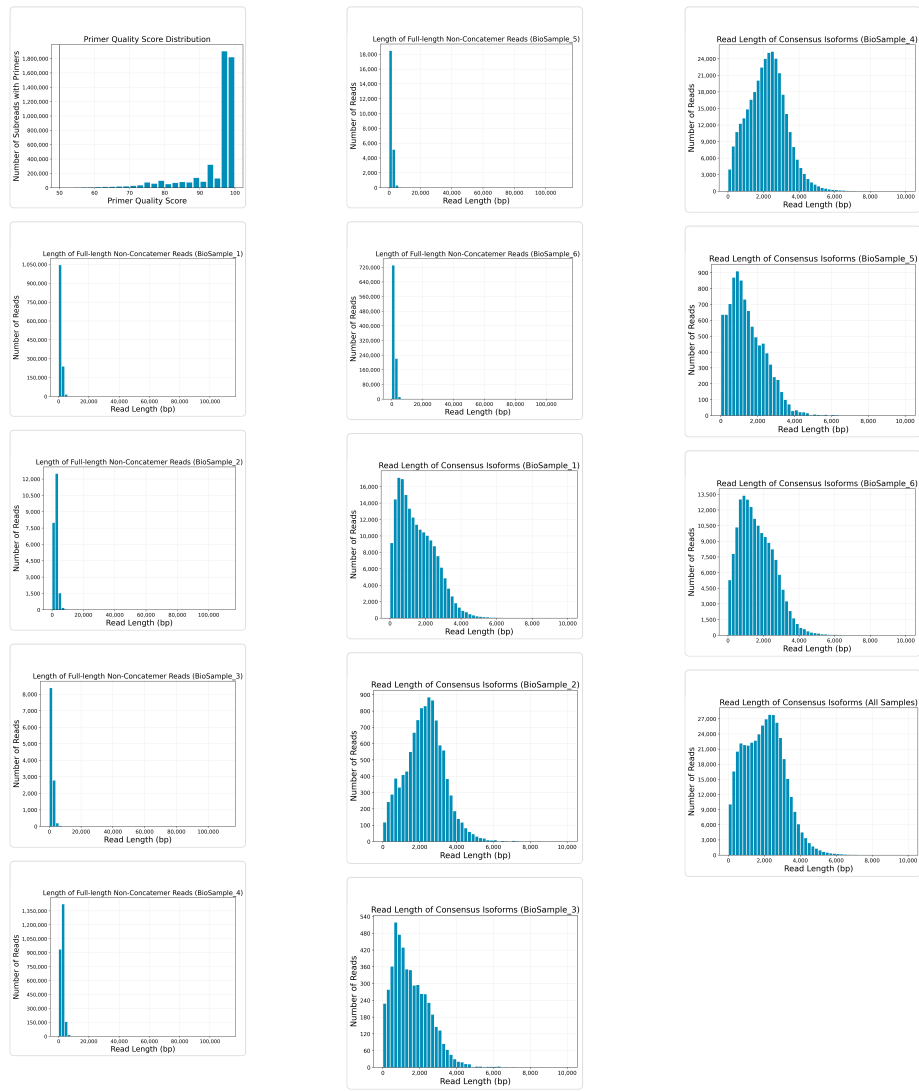 Primer Quality Score Distribution
Number of Subreads with Primers
1,800,000
1,600,000
1,400,000
1,200,000
1,000,000
800,000
600,000
400,000
200,000
0
50 60 70 80 90 100
Primer Quality Score
Length of Full-length Non-Concatemer Reads (BioSample_1)
Number of Reads
1,050,000
900,000
750,000
600,000
450,000
300,000
150,000
0
0 20,000 40,000 60,000 80,000 100,000
Read Length (bp)
Length of Full-length Non-Concatemer Reads (BioSample_2)
Number of Reads
12,000
10,500
9,000
7,500
6,000
4,500
3,000
1,500
0
0 20,000 40,000 60,000 80,000 100,000
Read Length (bp)
Length of Full-length Non-Concatemer Reads (BioSample_3)
Number of Reads
8,000
7,000
6,000
5,000
4,000
3,000
2,000
1,000
0
0 20,000 40,000 60,000 80,000 100,000
Read Length (bp)
Length of Full-length Non-Concatemer Reads (BioSample_4)
Number of Reads
1,350,000
1,200,000
1,050,000
900,000
750,000
600,000
450,000
300,000
150,000
0
0 20,000 40,000 60,000 80,000 100,000
Read Length (bp)
Length of Full-length Non-Concatemer Reads (BioSample_5)
Number of Reads
18,000
16,000
14,000
12,000
10,000
8,000
6,000
4,000
2,000
0
0 20,000 40,000 60,000 80,000 100,000
Read Length (bp)
Length of Full-length Non-Concatemer Reads (BioSample_6)
Number of Reads
720,000
640,000
560,000
480,000
400,000
320,000
240,000
160,000
80,000
0
0 20,000 40,000 60,000 80,000 100,000
Read Length (bp)
Read Length of Consensus Isoforms (BioSample_1)
Number of Reads
16,000
14,000
12,000
10,000
8,000
6,000
4,000
2,000
0
0 2,000 4,000 6,000 8,000 10,000
Read Length (bp)
Read Length of Consensus Isoforms (BioSample_2)
Number of Reads
900
800
700
600
500
400
300
200
100
0
0 2,000 4,000 6,000 8,000 10,000
Read Length (bp)
Read Length of Consensus Isoforms (BioSample_3)
Number of Reads
540
480
420
360
300
240
180
120
60
0
0 2,000 4,000 6,000 8,000 10,000
Read Length (bp)
Read Length of Consensus Isoforms (BioSample_4)
Number of Reads
24,000
21,000
18,000
15,000
12,000
9,000
6,000
3,000
0
0 2,000 4,000 6,000 8,000 10,000
Read Length (bp)
Read Length of Consensus Isoforms (BioSample_5)
Number of Reads
900
800
700
600
500
400
300
200
100
0
0 2,000 4,000 6,000 8,000 10,000
Read Length (bp)
Read Length of Consensus Isoforms (BioSample_6)
Number of Reads
13,500
12,000
10,500
9,000
7,500
6,000
4,500
3,000
1,500
0
0 2,000 4,000 6,000 8,000 10,000
Read Length (bp)
Read Length of Consensus Isoforms (All Samples)
Number of Reads
27,000
24,000
21,000
18,000
15,000
12,000
9,000
6,000
3,000
0
0 2,000 4,000 6,000 8,000 10,000
Read Length (bp)